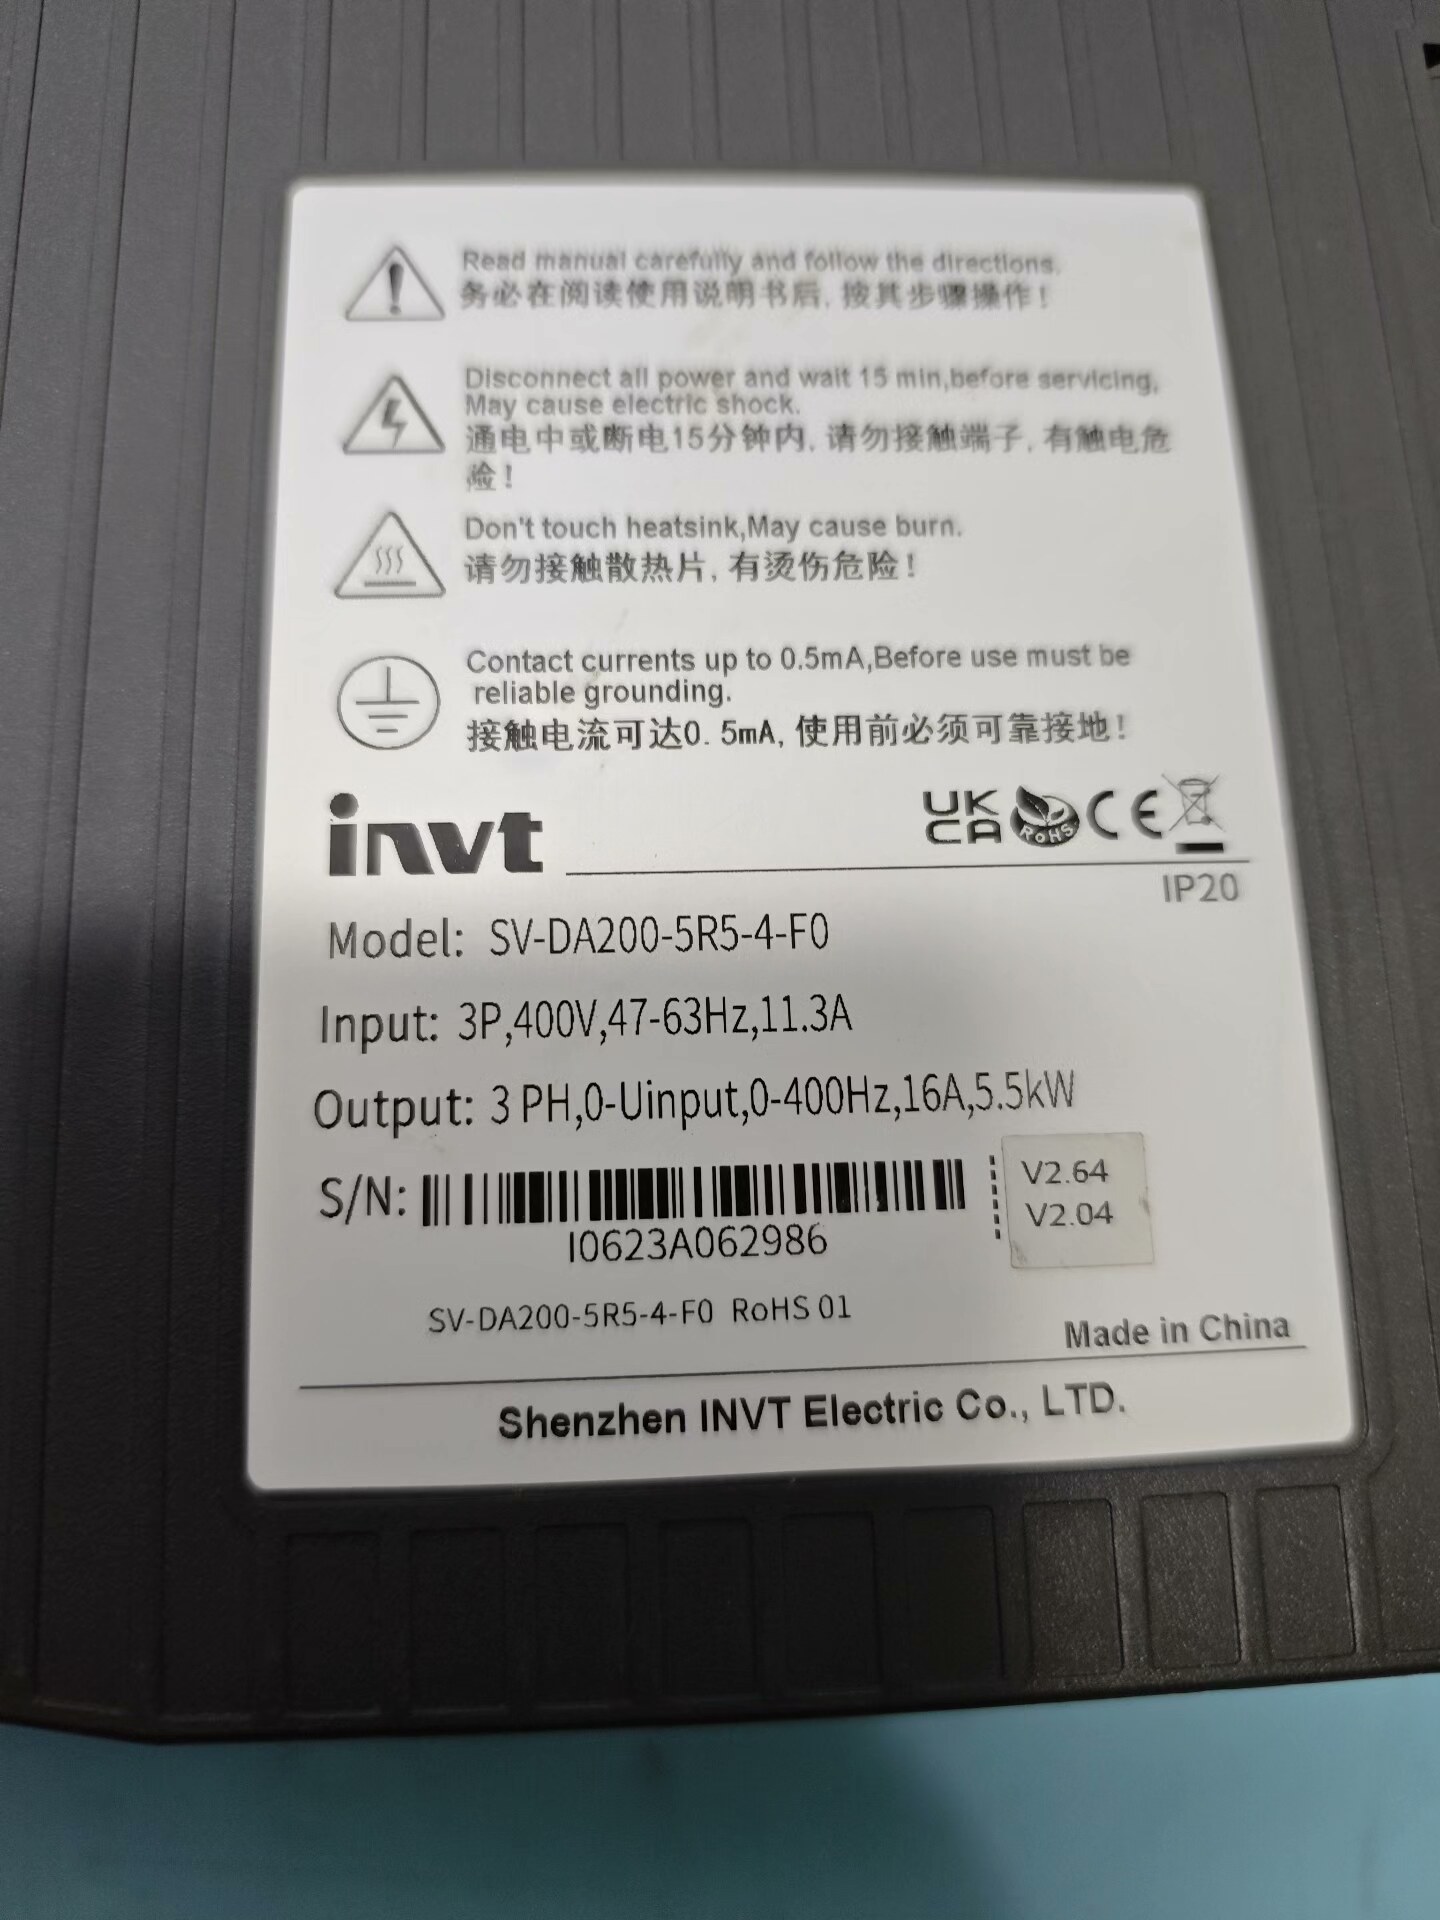 Read manual carefully and follow the directions.
务必在阅读使用说明书后, 按其步骤操作!
Disconnect all power and wait 15 min,before servicing,
May cause electric shock.
通电中或断电15分钟内, 请勿接触端子, 有触电危
险!
Don't touch heatsink,May cause burn.
请勿接触散热片, 有烫伤危险!
Contact currents up to 0.5mA,Before use must be
reliable grounding.
接触电流可达0.5mA, 使用前必须可靠接地!
invt
UK
CA
RoHS
CE
IP20
Model: SV-DA200-5R5-4-F0
Input: 3P,400V,47-63Hz,11.3A
Output: 3 PH,0-Uinput,0-400Hz,16A,5.5kW
S/N:
I0623A062986
V2.64
V2.04
SV-DA200-5R5-4-F0 RoHS 01
Made in China
Shenzhen INVT Electric Co., LTD.